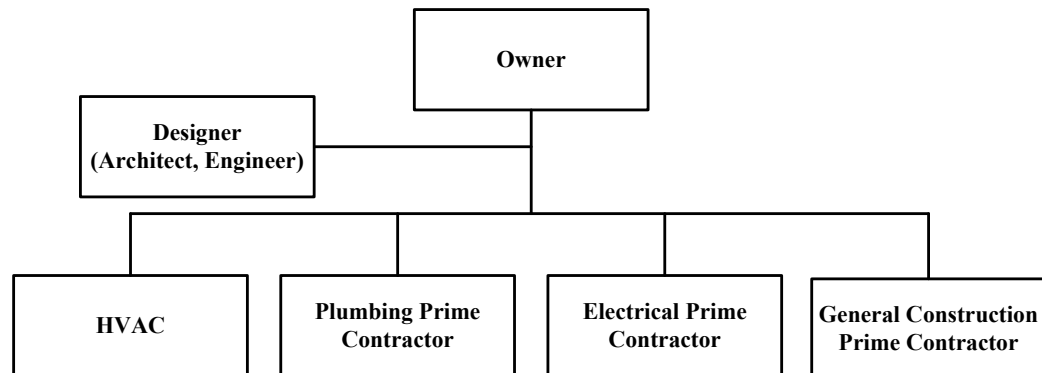 Owner
Designer
(Architect, Engineer)
HVAC
Plumbing Prime
Contractor
Electrical Prime
Contractor
General Construction
Prime Contractor